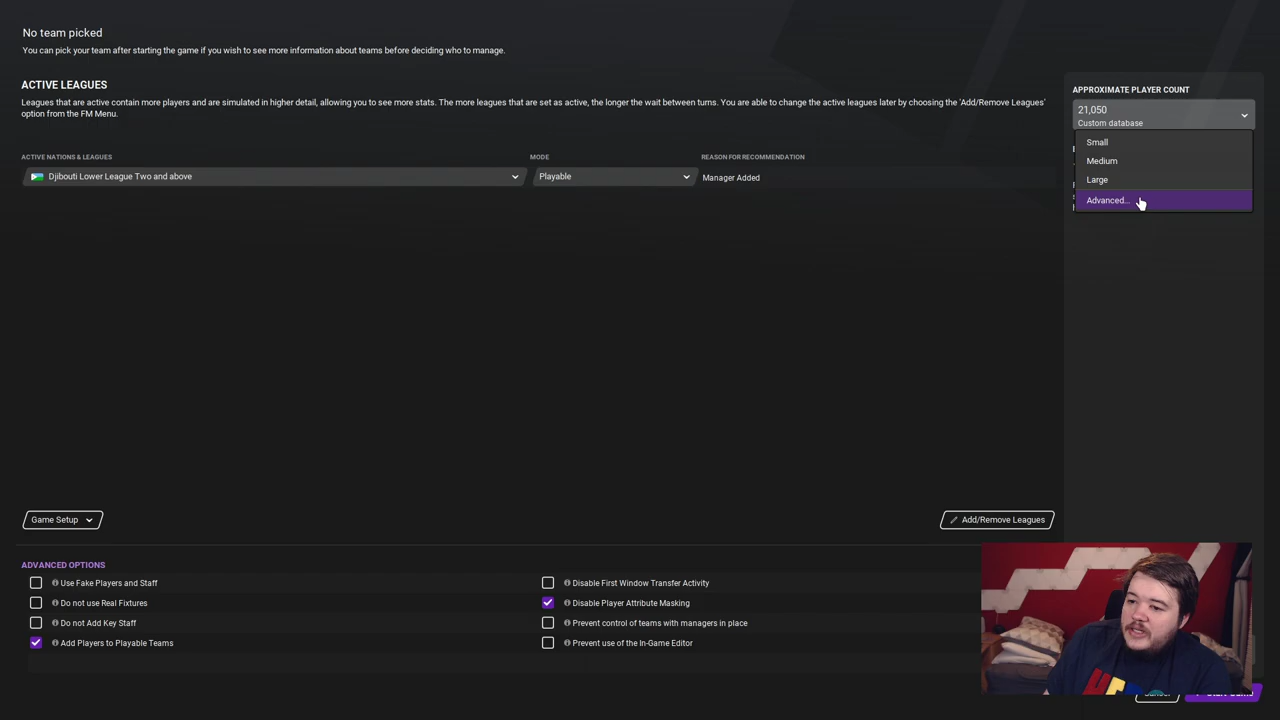 No team picked
You can pick your team after starting the game if you wish to see more information about teams before deciding who to manage.
ACTIVE LEAGUES
Leagues that are active contain more players and are simulated in higher detail, allowing you to see more stats. The more leagues that are set as active, the longer the wait between turns. You are able to change the active leagues later by choosing the 'Add/Remove Leagues'
option from the FM Menu.
APPROXIMATE PLAYER COUNT
21,050
Custom database
Small
Medium
Large
Advanced...
ACTIVE NATIONS & LEAGUES
MODE
REASON FOR RECOMMENDATION
Djibouti Lower League Two and above
Playable
Manager Added
Game Setup
Add/Remove Leagues
ADVANCED OPTIONS
Use Fake Players and Staff
Do not use Real Fixtures
Do not Add Key Staff
Add Players to Playable Teams
Disable First Window Transfer Activity
Disable Player Attribute Masking
Prevent control of teams with managers in place
Prevent use of the In-Game Editor